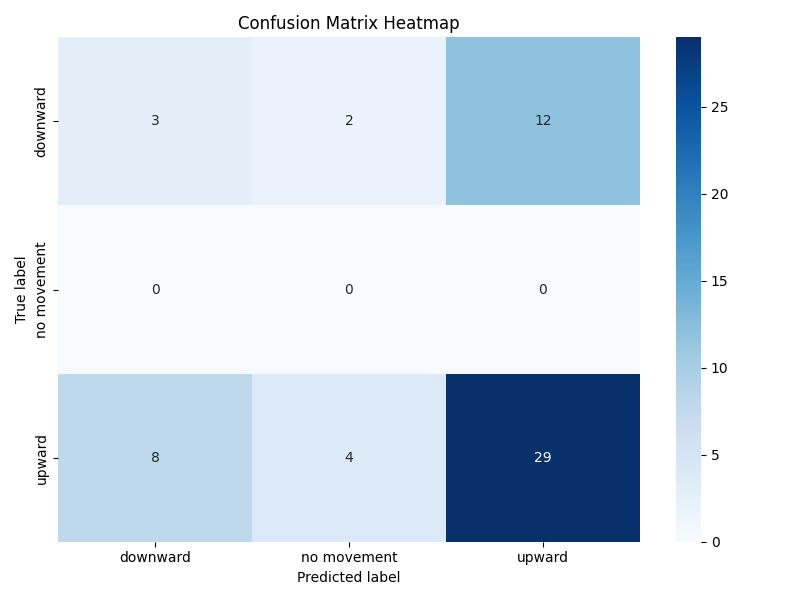 Confusion Matrix Heatmap
downward
3
2
12
no movement
0
0
0
upward
8
4
29
True label
downward
no movement
upward
Predicted label
25
20
15
10
5
0